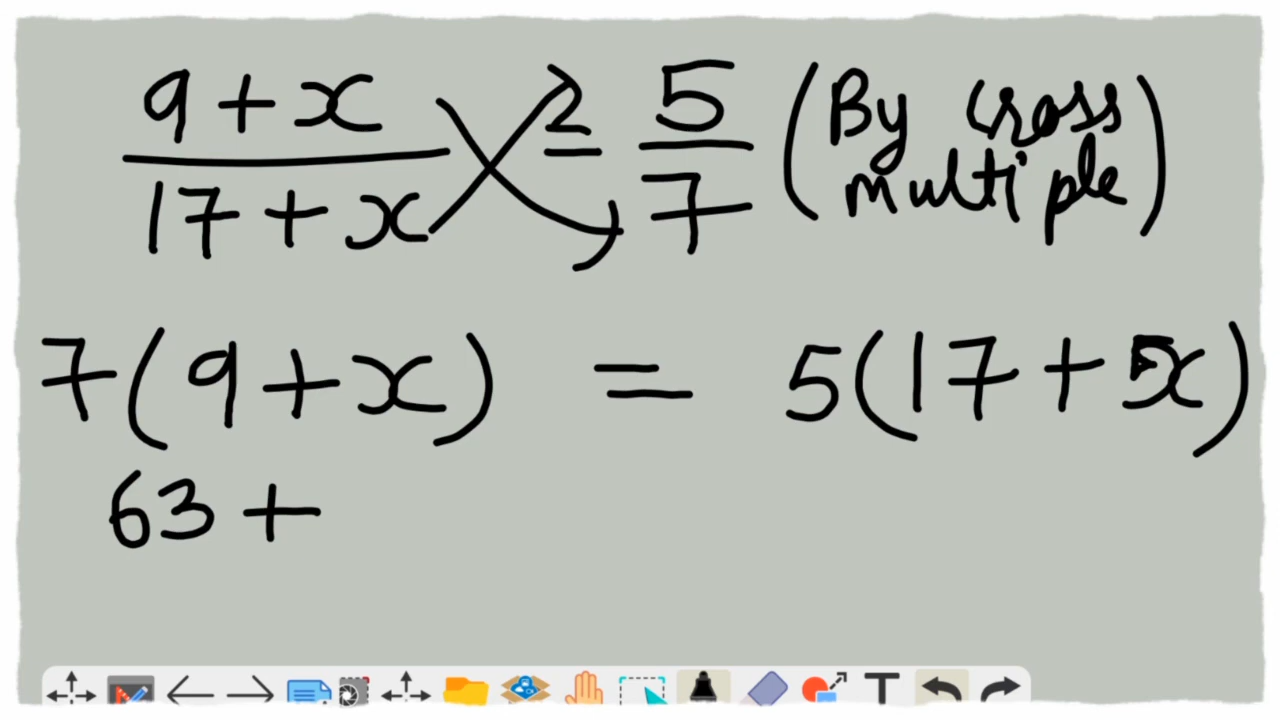 9 + x / 17 + x = 5 / 7 (By cross multiple)
7(9 + x) = 5(17 + x)
63 +
T